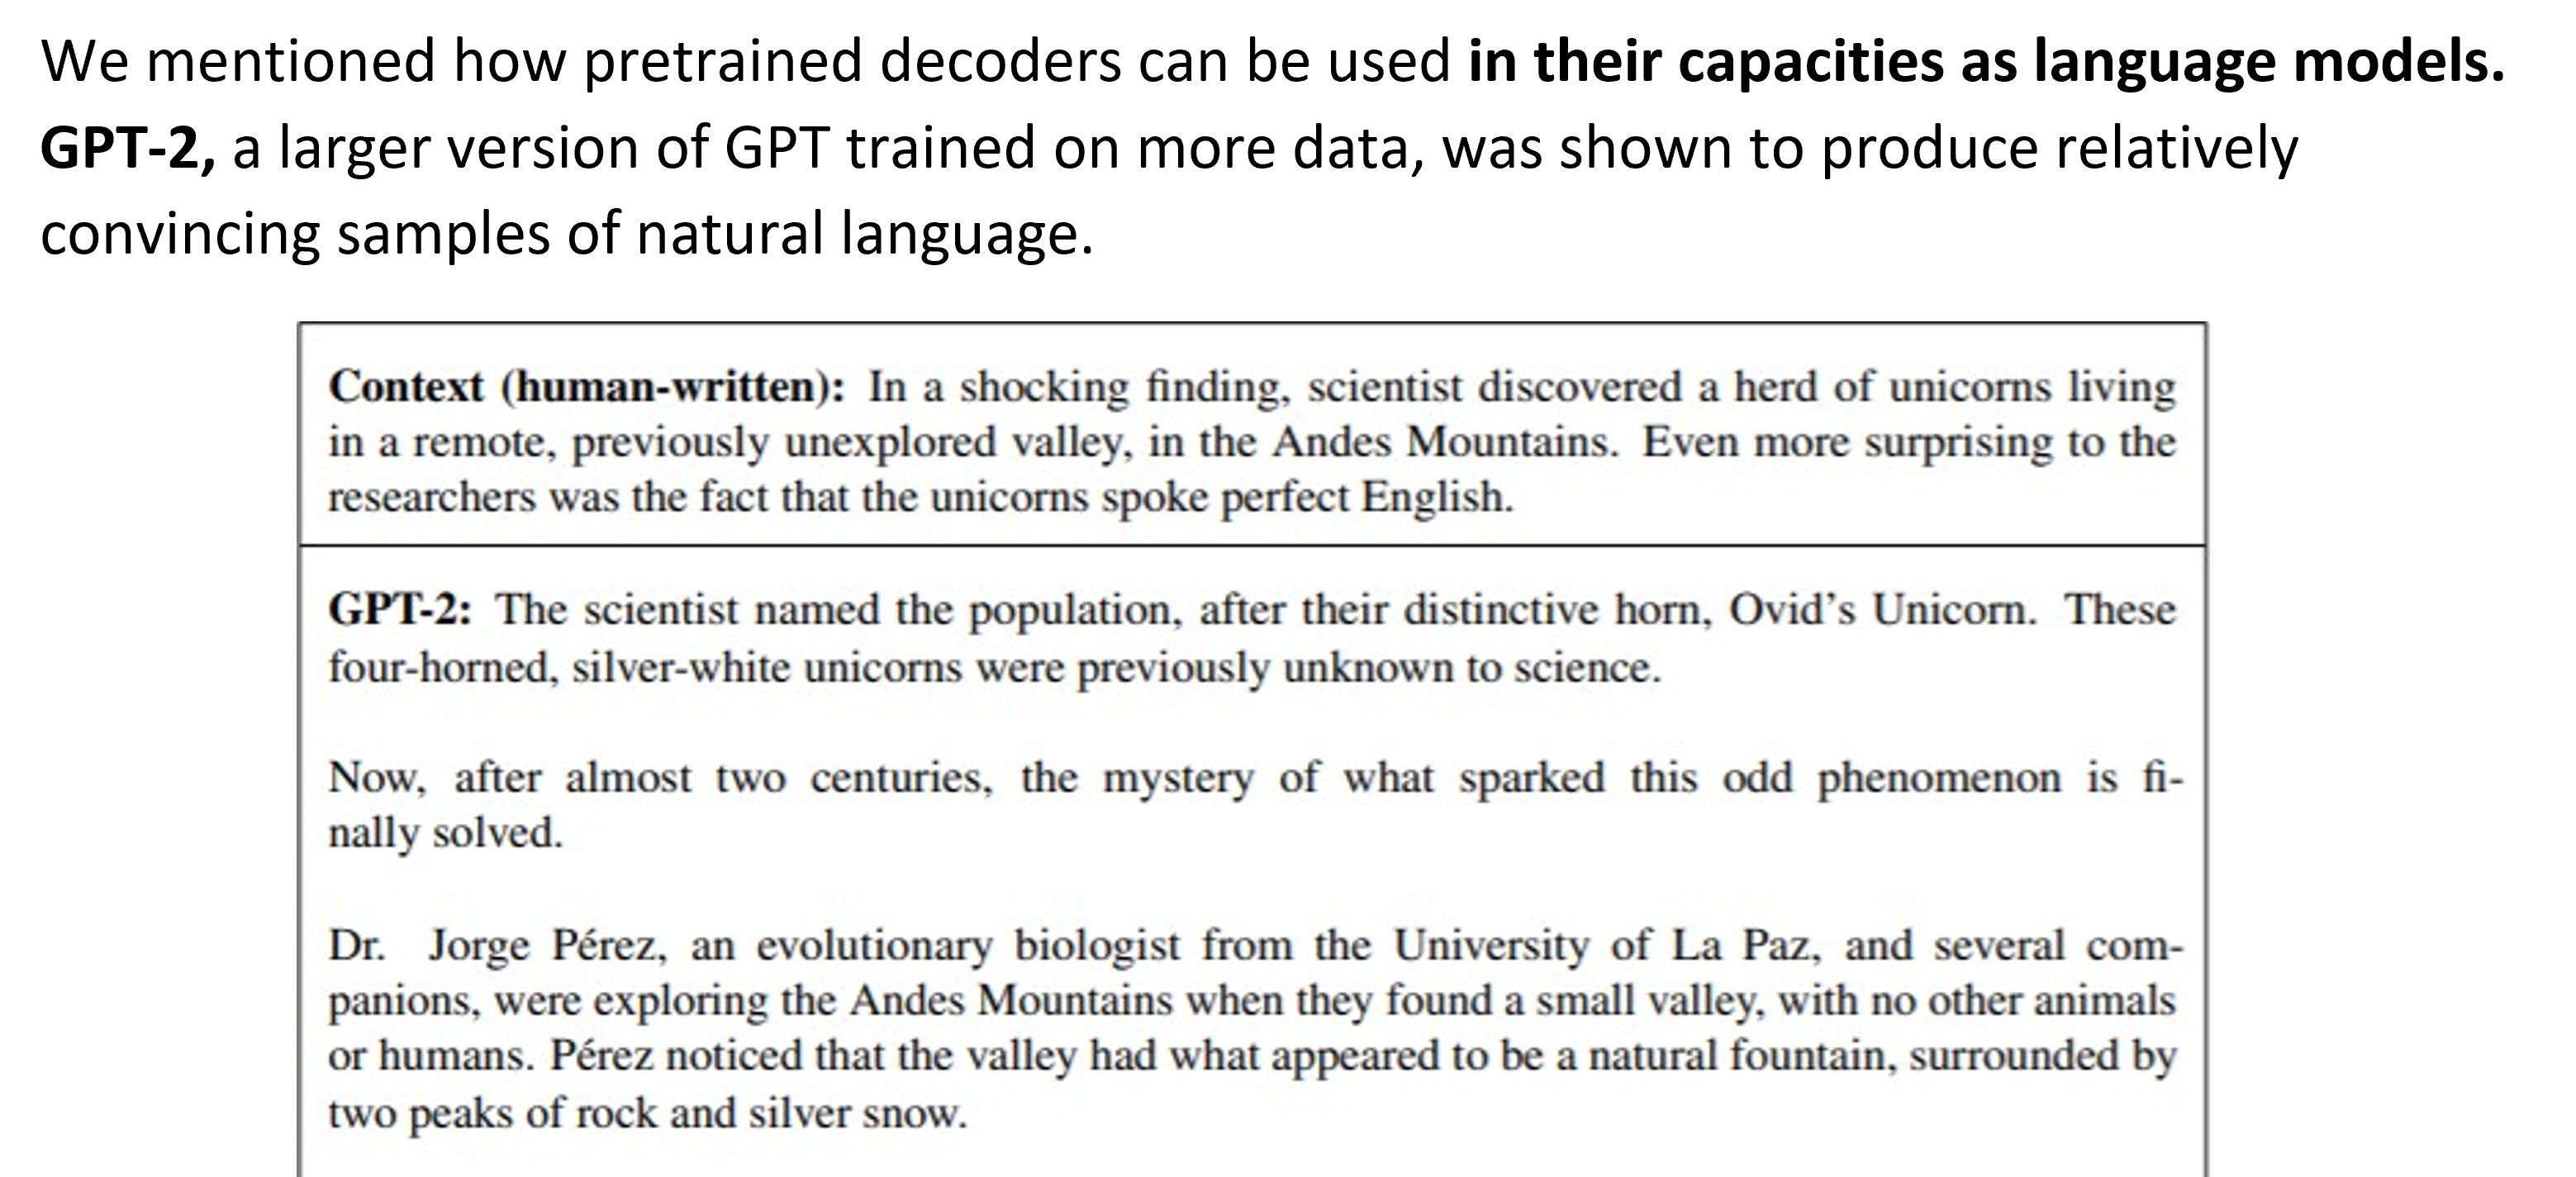 We mentioned how pretrained decoders can be used in their capacities as language models.
GPT-2, a larger version of GPT trained on more data, was shown to produce relatively
convincing samples of natural language.
Context (human-written): In a shocking finding, scientist discovered a herd of unicorns living
in a remote, previously unexplored valley, in the Andes Mountains. Even more surprising to the
researchers was the fact that the unicorns spoke perfect English.
GPT-2: The scientist named the population, after their distinctive horn, Ovid's Unicorn. These
four-horned, silver-white unicorns were previously unknown to science.
Now, after almost two centuries, the mystery of what sparked this odd phenomenon is fi-
nally solved.
Dr. Jorge Pérez, an evolutionary biologist from the University of La Paz, and several com-
panions, were exploring the Andes Mountains when they found a small valley, with no other animals
or humans. Pérez noticed that the valley had what appeared to be a natural fountain, surrounded by
two peaks of rock and silver snow.